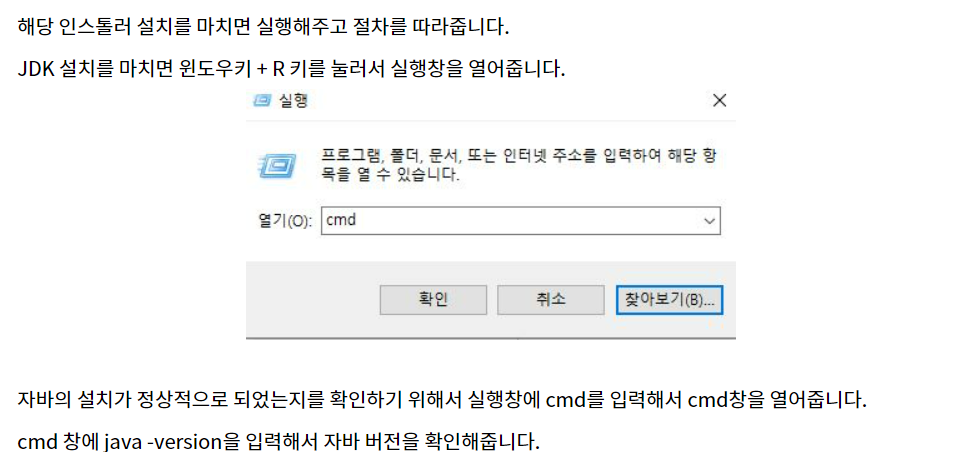 해당 인스톨러 설치를 마치면 실행해주고 절차를 따라줍니다.
JDK 설치를 마치면 윈도우키 + R 키를 눌러서 실행창을 열어줍니다.
실행
프로그램, 폴더, 문서, 또는 인터넷 주소를 입력하여 해당 항
목을 열 수 있습니다.
열기(O): cmd
확인 취소 찾아보기(B)...
자바의 설치가 정상적으로 되었는지를 확인하기 위해서 실행창에 cmd를 입력해서 cmd창을 열어줍니다.
cmd 창에 java -version을 입력해서 자바 버전을 확인해줍니다.